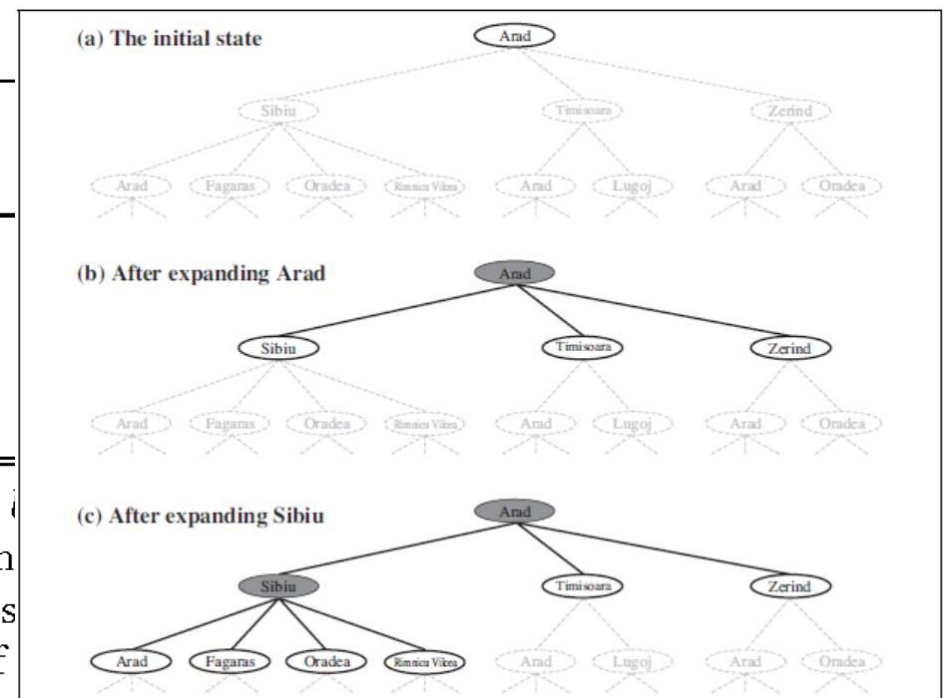 (a) The initial state
Arad
Sibiu Timisoara Zerind
Arad Fagaras Oradea Rimnicu Vilcea Arad Lugoj Arad Oradea
(b) After expanding Arad
Arad
Sibiu Timisoara Zerind
Arad Fagaras Oradea Rimnicu Vilcea Arad Lugoj Arad Oradea
(c) After expanding Sibiu
Arad
Sibiu Timisoara Zerind
Arad Fagaras Oradea Rimnicu Vilcea Arad Lugoj Arad Oradea